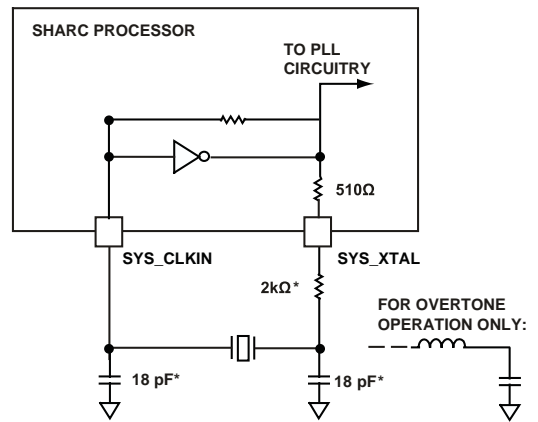 SHARC PROCESSOR
TO PLL
CIRCUITRY
510Ω
SYS_CLKIN
SYS_XTAL
2kΩ*
FOR OVERTONE
OPERATION ONLY:
18 pF*
18 pF*